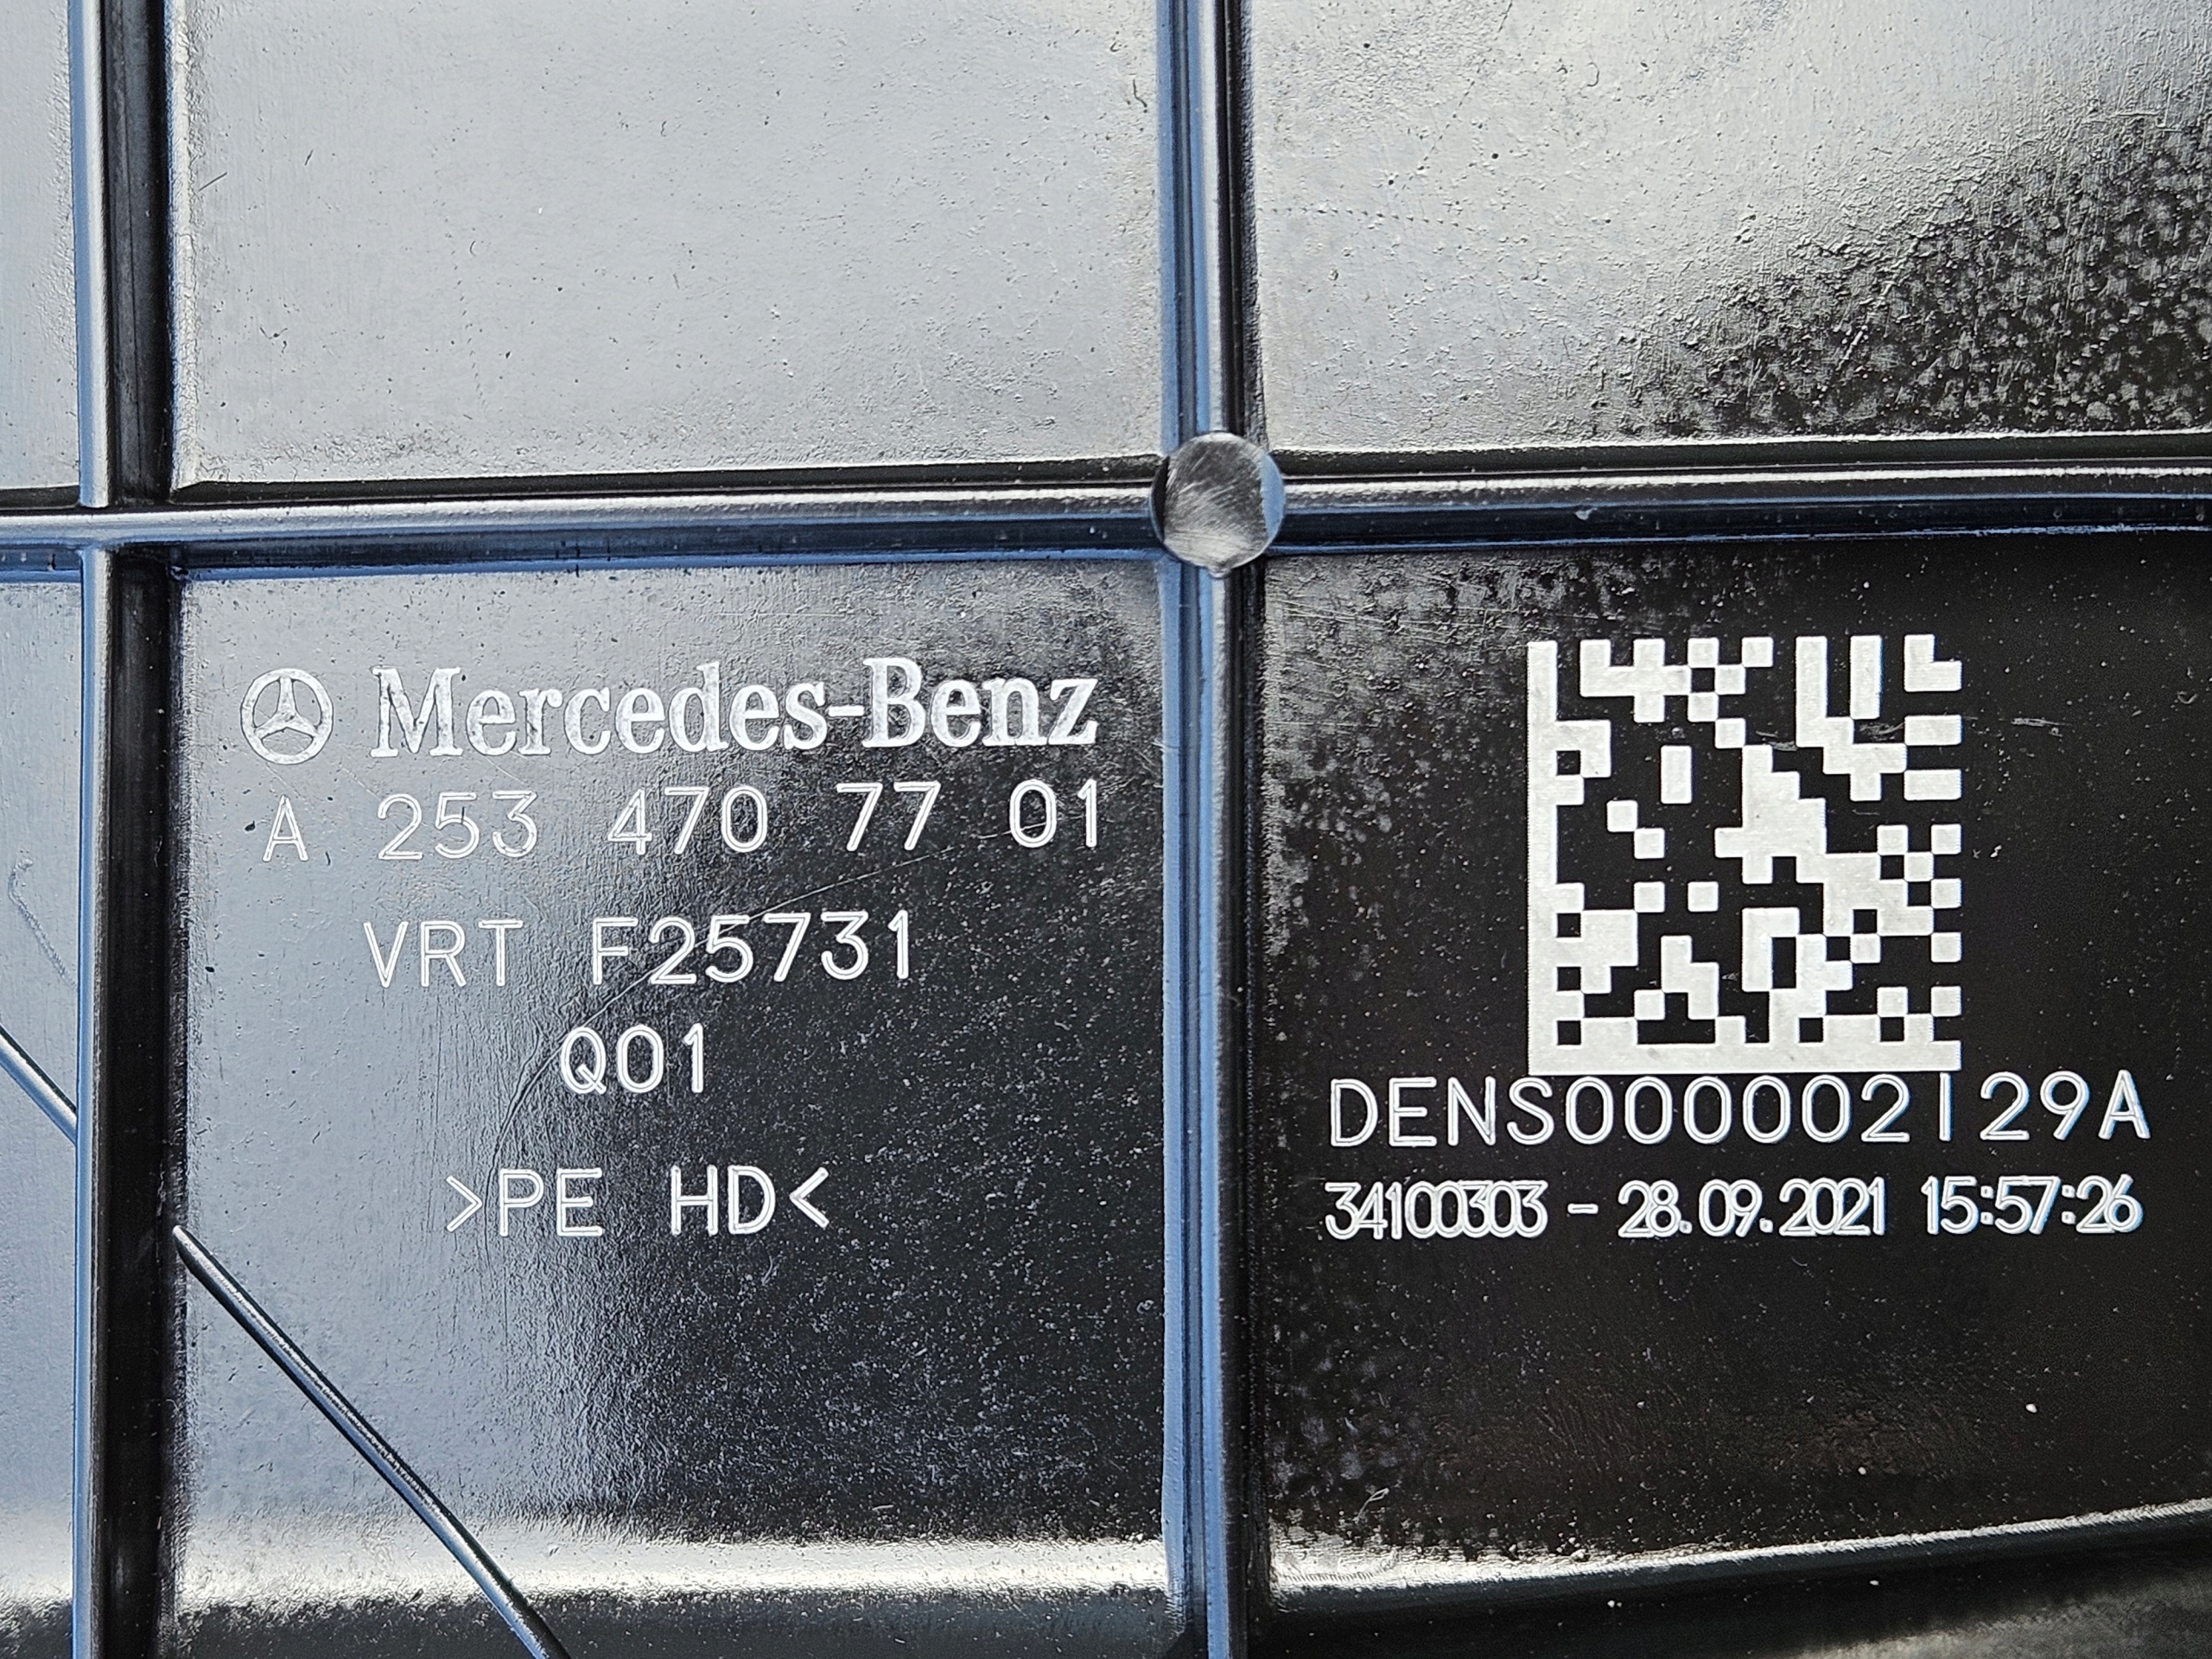 Mercedes-Benz
A 253 470 77 01
VRT F25731
Q01
>PE HD<
DENS000002129A
34100303 - 28.09.2021 15:57:26